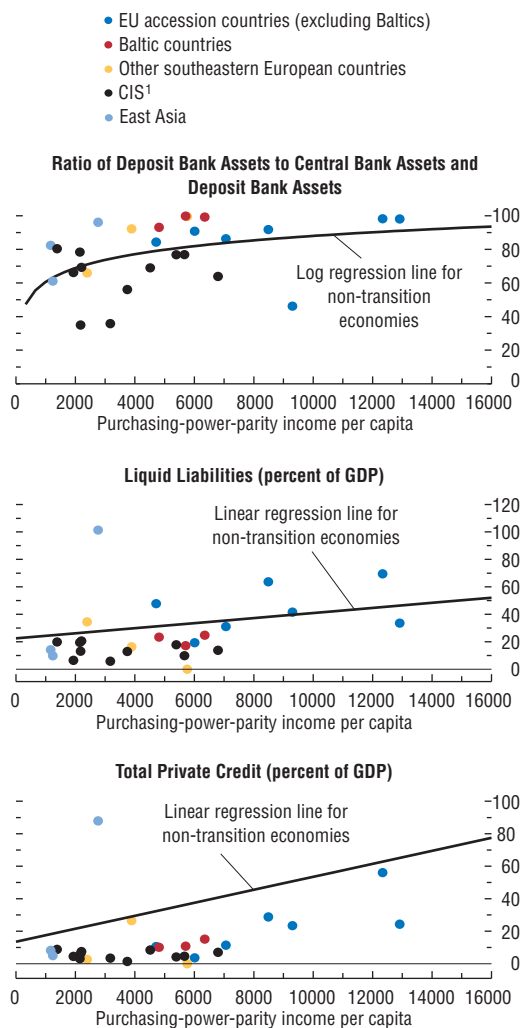 EU accession countries (excluding Baltics)
Baltic countries
Other southeastern European countries
CIS¹
East Asia
Ratio of Deposit Bank Assets to Central Bank Assets and
Deposit Bank Assets
100
80
60
40
20
0
Log regression line for
non-transition
economies
0 2000 4000 6000 8000 10000 12000 14000 16000
Purchasing-power-parity income per capita
Liquid Liabilities (percent of GDP)
120
100
80
60
40
20
0
Linear regression line for
non-transition economies
0 2000 4000 6000 8000 10000 12000 14000 16000
Purchasing-power-parity income per capita
Total Private Credit (percent of GDP)
100
80
60
40
20
0
Linear regression line for
non-transition economies
0 2000 4000 6000 8000 10000 12000 14000 16000
Purchasing-power-parity income per capita